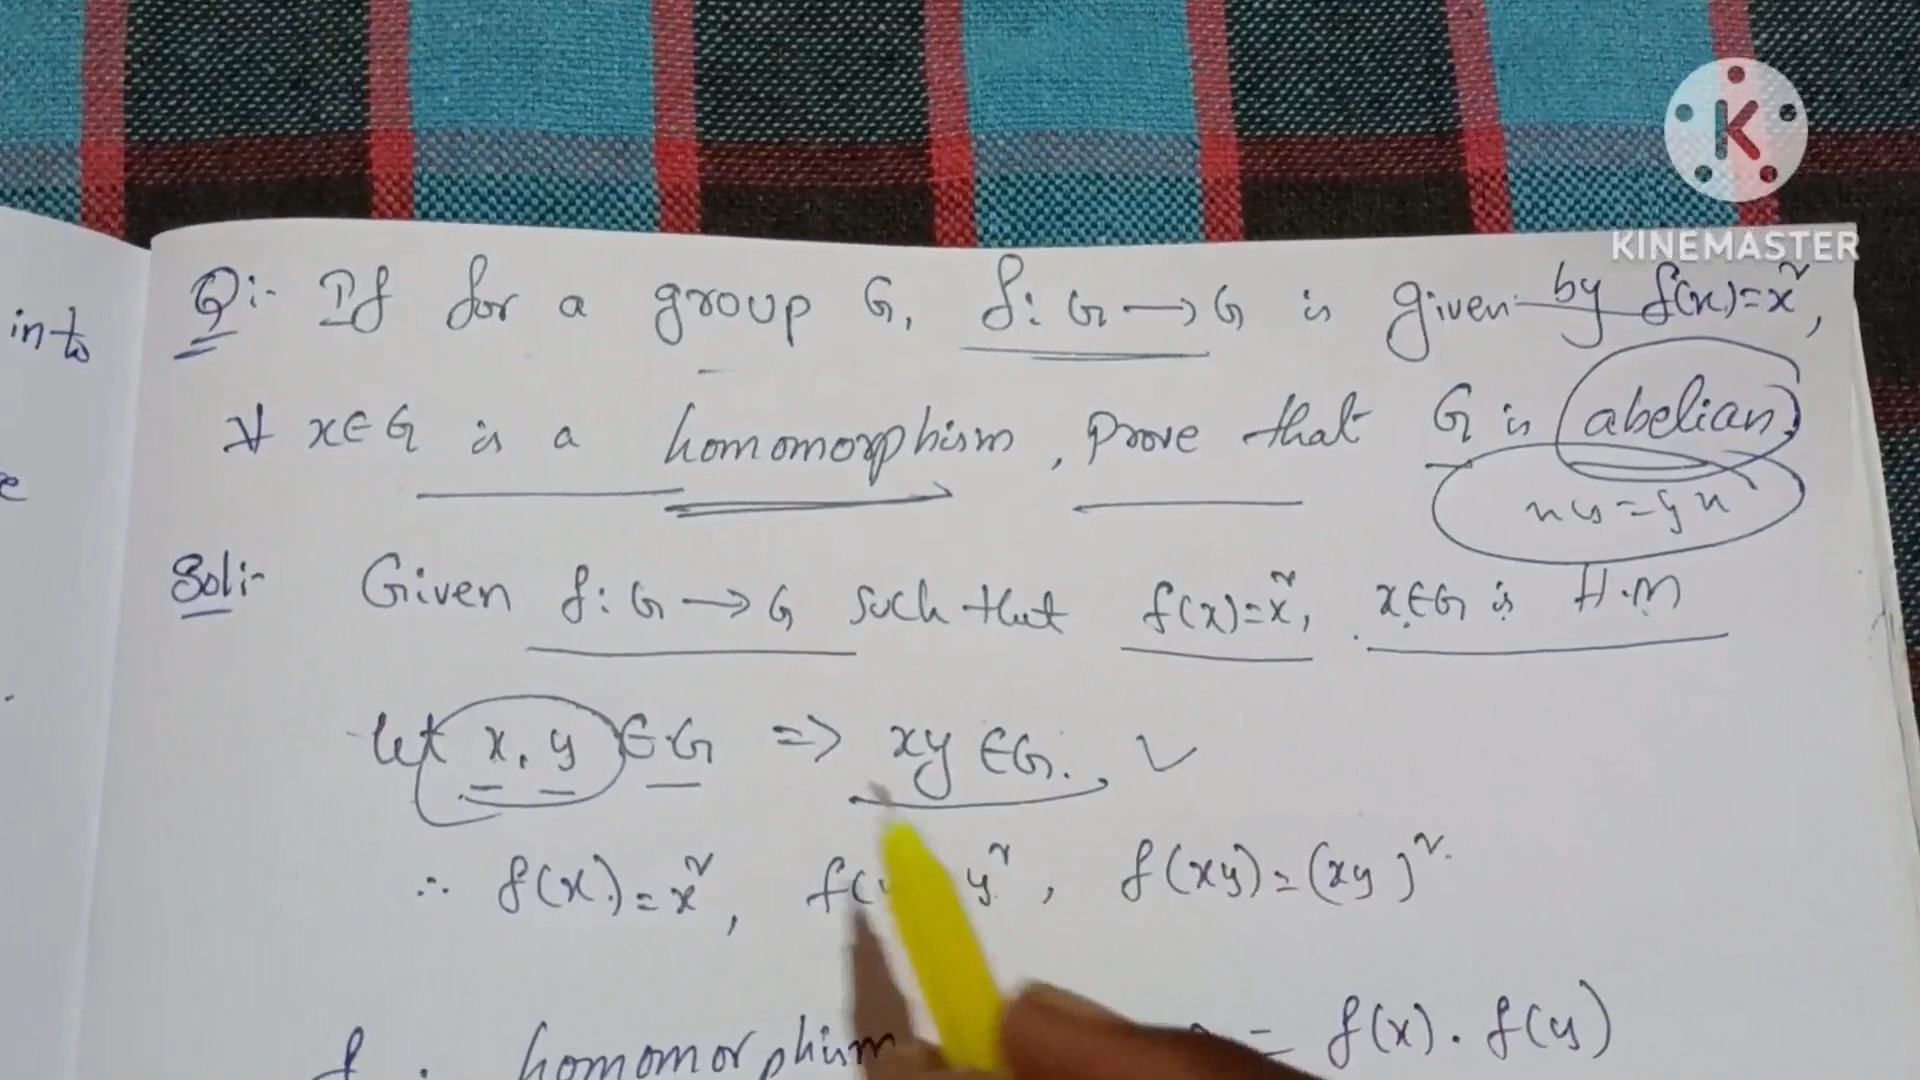 KINEMASTER
Q:- If for a group G, f: G → G is given by f(x)=x²,
∀ x∈G is a homomorphism, prove that G is abelian.
xy=yx
Sol:- Given f: G → G such that f(x)=x², x∈G is H.M
let x, y ∈ G => xy ∈ G.
∴ f(x)=x², y², f(xy)=(xy)²
homomorphism = f(x). f(y)
into